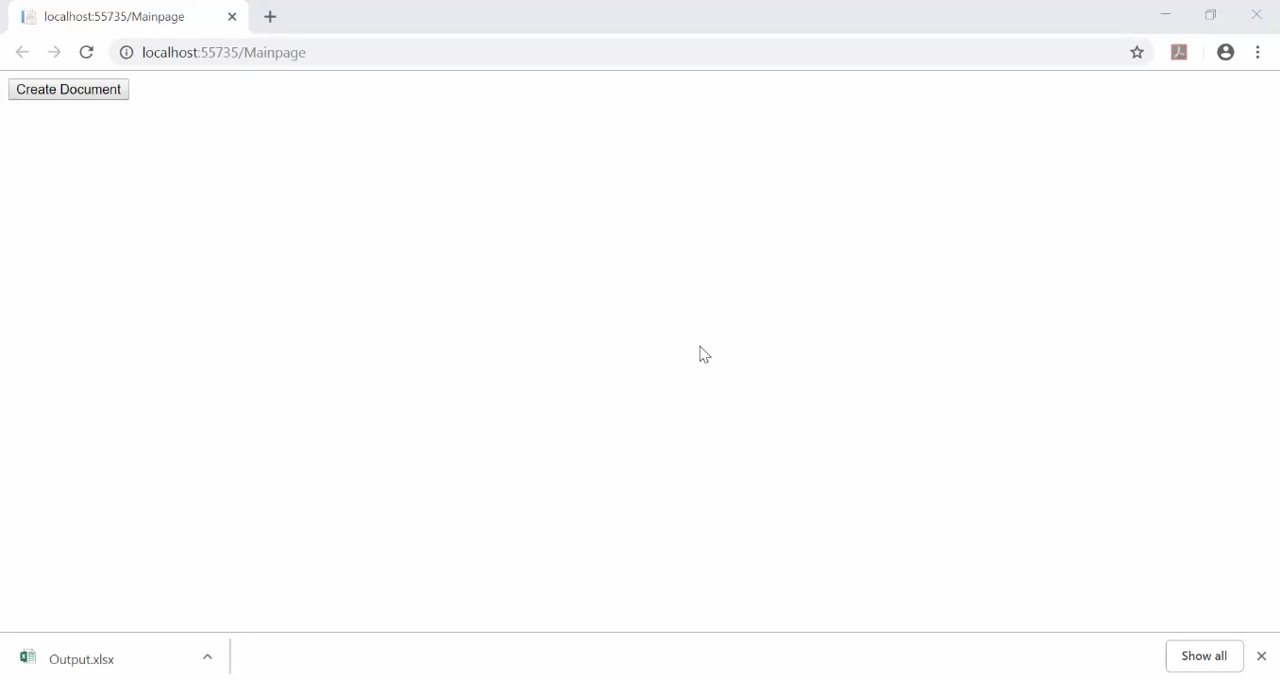 localhost:55735/Mainpage
localhost:55735/Mainpage
Create Document
Output.xlsx
Show all